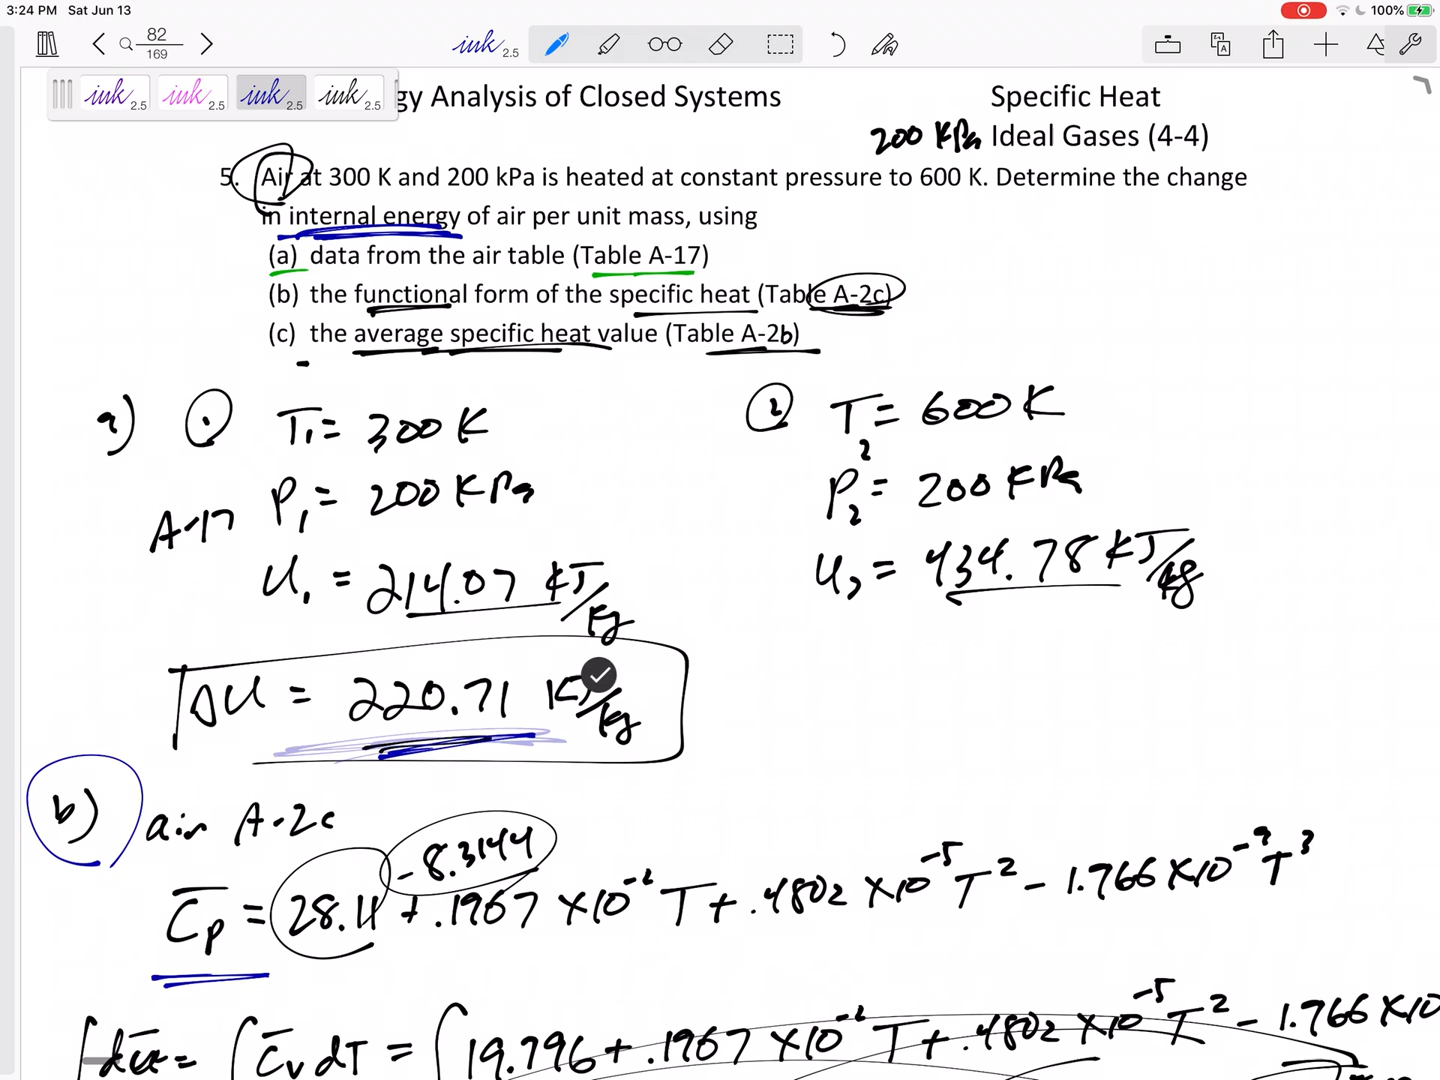 3:24 PM Sat Jun 13 100%
82
169
ink 2.5
ink 2.5 ink 2.5 ink 2.5 ink 2.5
gy Analysis of Closed Systems Specific Heat
200 KPa Ideal Gases (4-4)
5. Air at 300 K and 200 kPa is heated at constant pressure to 600 K. Determine the change
in internal energy of air per unit mass, using
(a) data from the air table (Table A-17)
(b) the functional form of the specific heat (Table A-2c)
(c) the average specific heat value (Table A-2b)
a) 1 T1 = 300 K 2 T2 = 600 K
P1 = 200 KPa P2 = 200 KPa
A-17
u1 = 214.07 KJ/kg u2 = 434.78 KJ/kg
Δu = 220.71 KJ/kg
b) air A-2c
-8.3144
C̄p = 28.11 + .1967 ×10⁻² T + .4802 ×10⁻⁵ T² - 1.766 ×10⁻⁹ T³
∫dū = ∫C̄v dT = ∫19.796 + .1967 ×10⁻² T + .4802 ×10⁻⁵ T² - 1.766 ×10